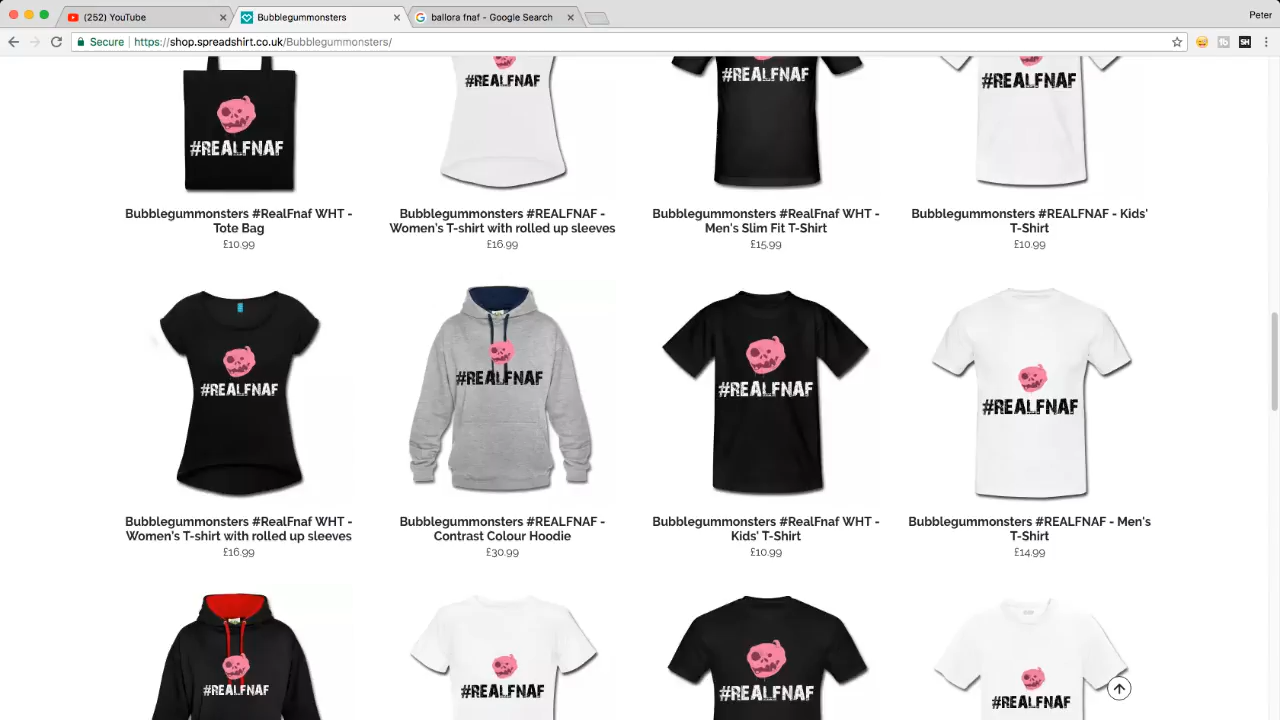 (252) YouTube
Bubblegummonsters
ballora fnaf - Google Search
Peter
Secure
https://shop.spreadshirt.co.uk/Bubblegummonsters/
#REALFNAF
#REALFNAF
#REALFNAF
#REALFNAF
Bubblegummonsters #RealFnaf WHT -
Tote Bag
£10.99
Bubblegummonsters #REALFNAF -
Women's T-shirt with rolled up sleeves
£16.99
Bubblegummonsters #RealFnaf WHT -
Men's Slim Fit T-Shirt
£15.99
Bubblegummonsters #REALFNAF - Kids'
T-Shirt
£10.99
#REALFNAF
#REALFNAF
#REALFNAF
#REALFNAF
Bubblegummonsters #RealFnaf WHT -
Women's T-shirt with rolled up sleeves
£16.99
Bubblegummonsters #REALFNAF -
Contrast Colour Hoodie
£30.99
Bubblegummonsters #RealFnaf WHT -
Kids' T-Shirt
£10.99
Bubblegummonsters #REALFNAF - Men's
T-Shirt
£14.99
#REALFNAF
#REALFNAF
#REALFNAF
#REALFNAF